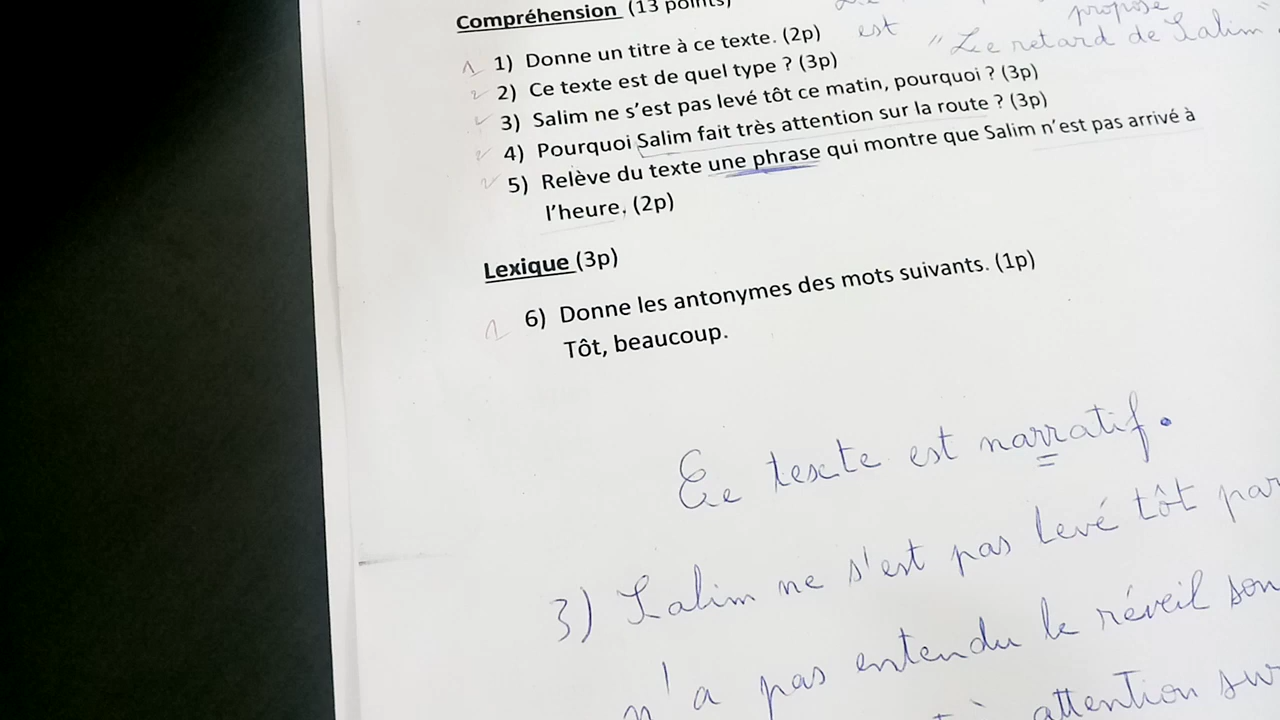 Compréhension (13 points)
propose
est "Le retard de Salim"
1) Donne un titre à ce texte. (2p)
2) Ce texte est de quel type ? (3p)
3) Salim ne s'est pas levé tôt ce matin, pourquoi ? (3p)
4) Pourquoi Salim fait très attention sur la route ? (3p)
5) Relève du texte une phrase qui montre que Salim n'est pas arrivé à
l'heure. (2p)
Lexique (3p)
6) Donne les antonymes des mots suivants. (1p)
Tôt, beaucoup.
Ce texte est narratif.
3) Salim ne s'est pas levé tôt par
n'a pas entendu le réveil son
attention sur